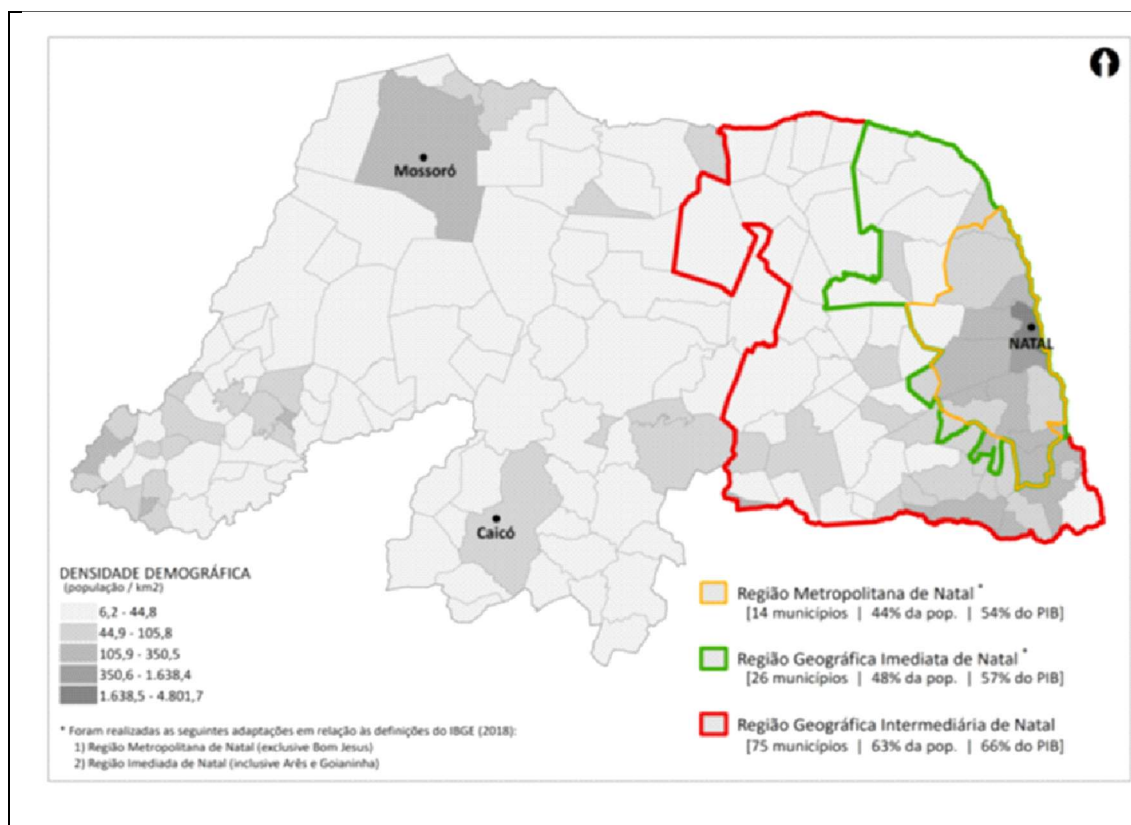 Mossoró
NATAL
Caicó
DENSIDADE DEMOGRÁFICA
(população / km2)
6,2 - 44,8
44,9 - 105,8
105,9 - 350,5
350,6 - 1.638,4
1.638,5 - 4.801,7
* Foram realizadas as seguintes adaptações em relação às definições do IBGE (2018):
1) Região Metropolitana de Natal (exclusive Bom Jesus)
2) Região Imediada de Natal (inclusive Arês e Goianinha)
Região Metropolitana de Natal *
[14 municípios | 44% da pop. | 54% do PIB]
Região Geográfica Imediata de Natal *
[26 municípios | 48% da pop. | 57% do PIB]
Região Geográfica Intermediária de Natal
[75 municípios | 63% da pop. | 66% do PIB]